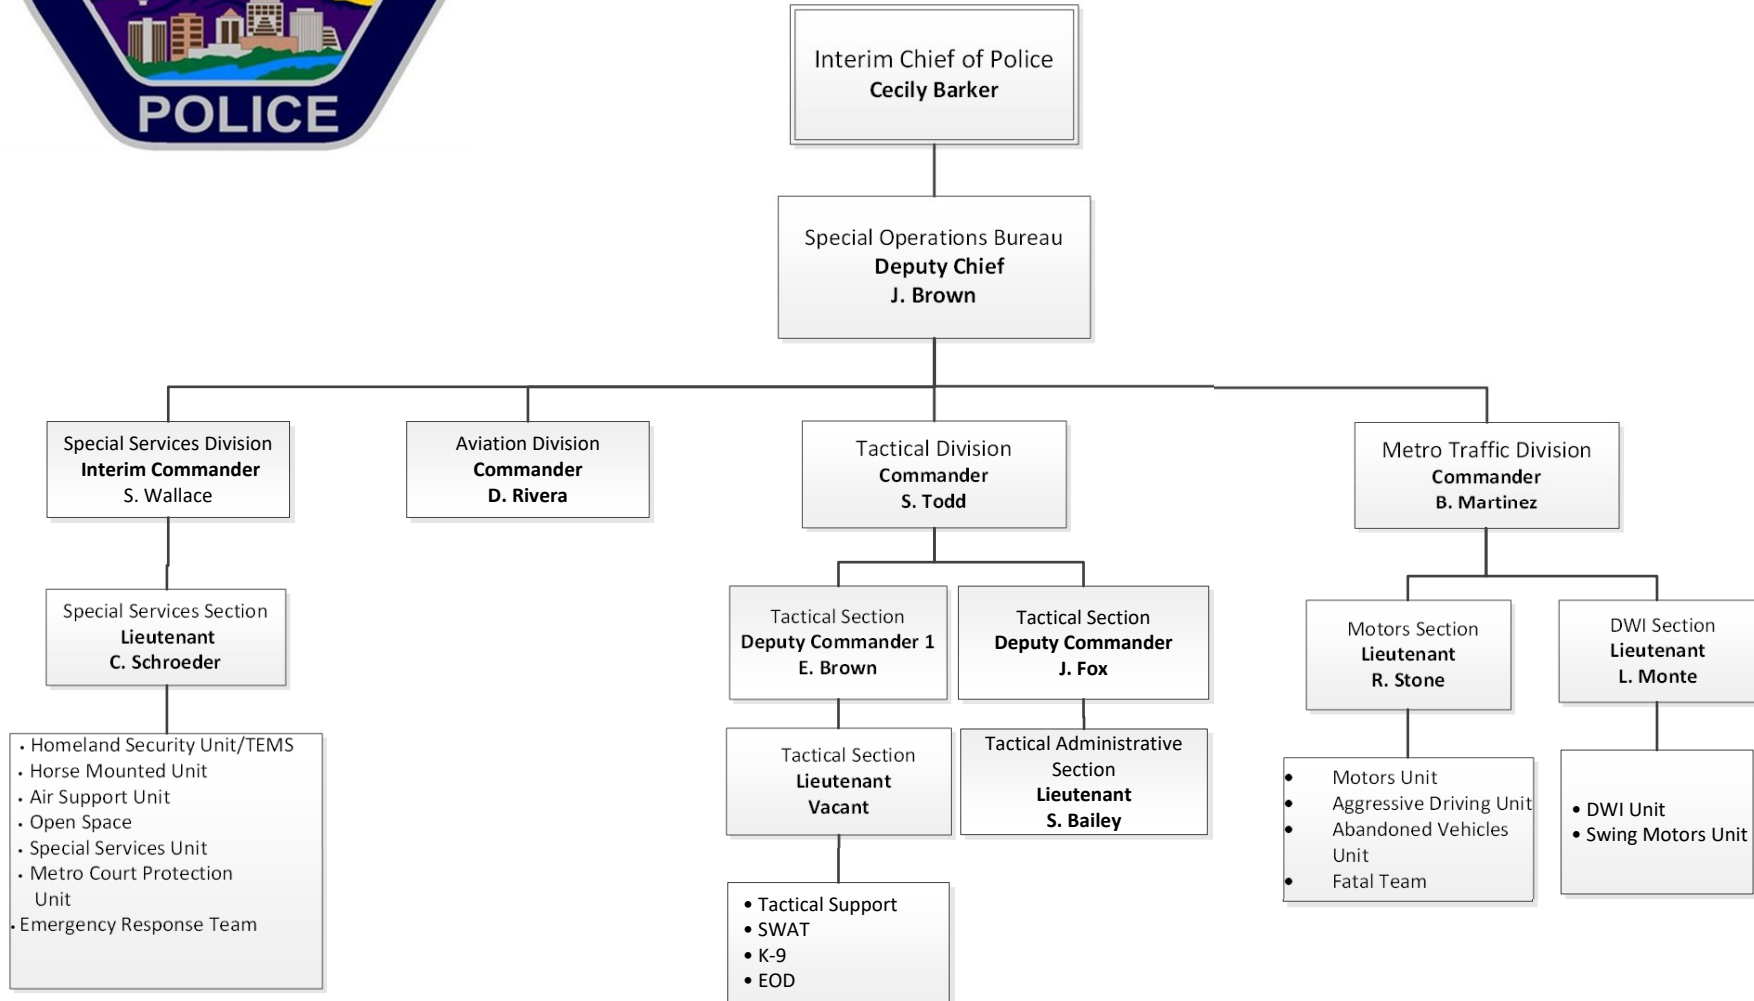 POLICE
Interim Chief of Police
Cecily Barker
Special Operations Bureau
Deputy Chief
J. Brown
Special Services Division
Interim Commander
S. Wallace
Aviation Division
Commander
D. Rivera
Tactical Division
Commander
S. Todd
Metro Traffic Division
Commander
B. Martinez
Special Services Section
Lieutenant
C. Schroeder
Tactical Section
Deputy Commander 1
E. Brown
Tactical Section
Deputy Commander
J. Fox
Motors Section
Lieutenant
R. Stone
DWI Section
Lieutenant
L. Monte
• Homeland Security Unit/TEMS
• Horse Mounted Unit
• Air Support Unit
• Open Space
• Special Services Unit
• Metro Court Protection
Unit
• Emergency Response Team
Tactical Section
Lieutenant
Vacant
Tactical Administrative
Section
Lieutenant
S. Bailey
• Motors Unit
• Aggressive Driving Unit
• Abandoned Vehicles
Unit
• Fatal Team
• DWI Unit
• Swing Motors Unit
• Tactical Support
• SWAT
• K-9
• EOD